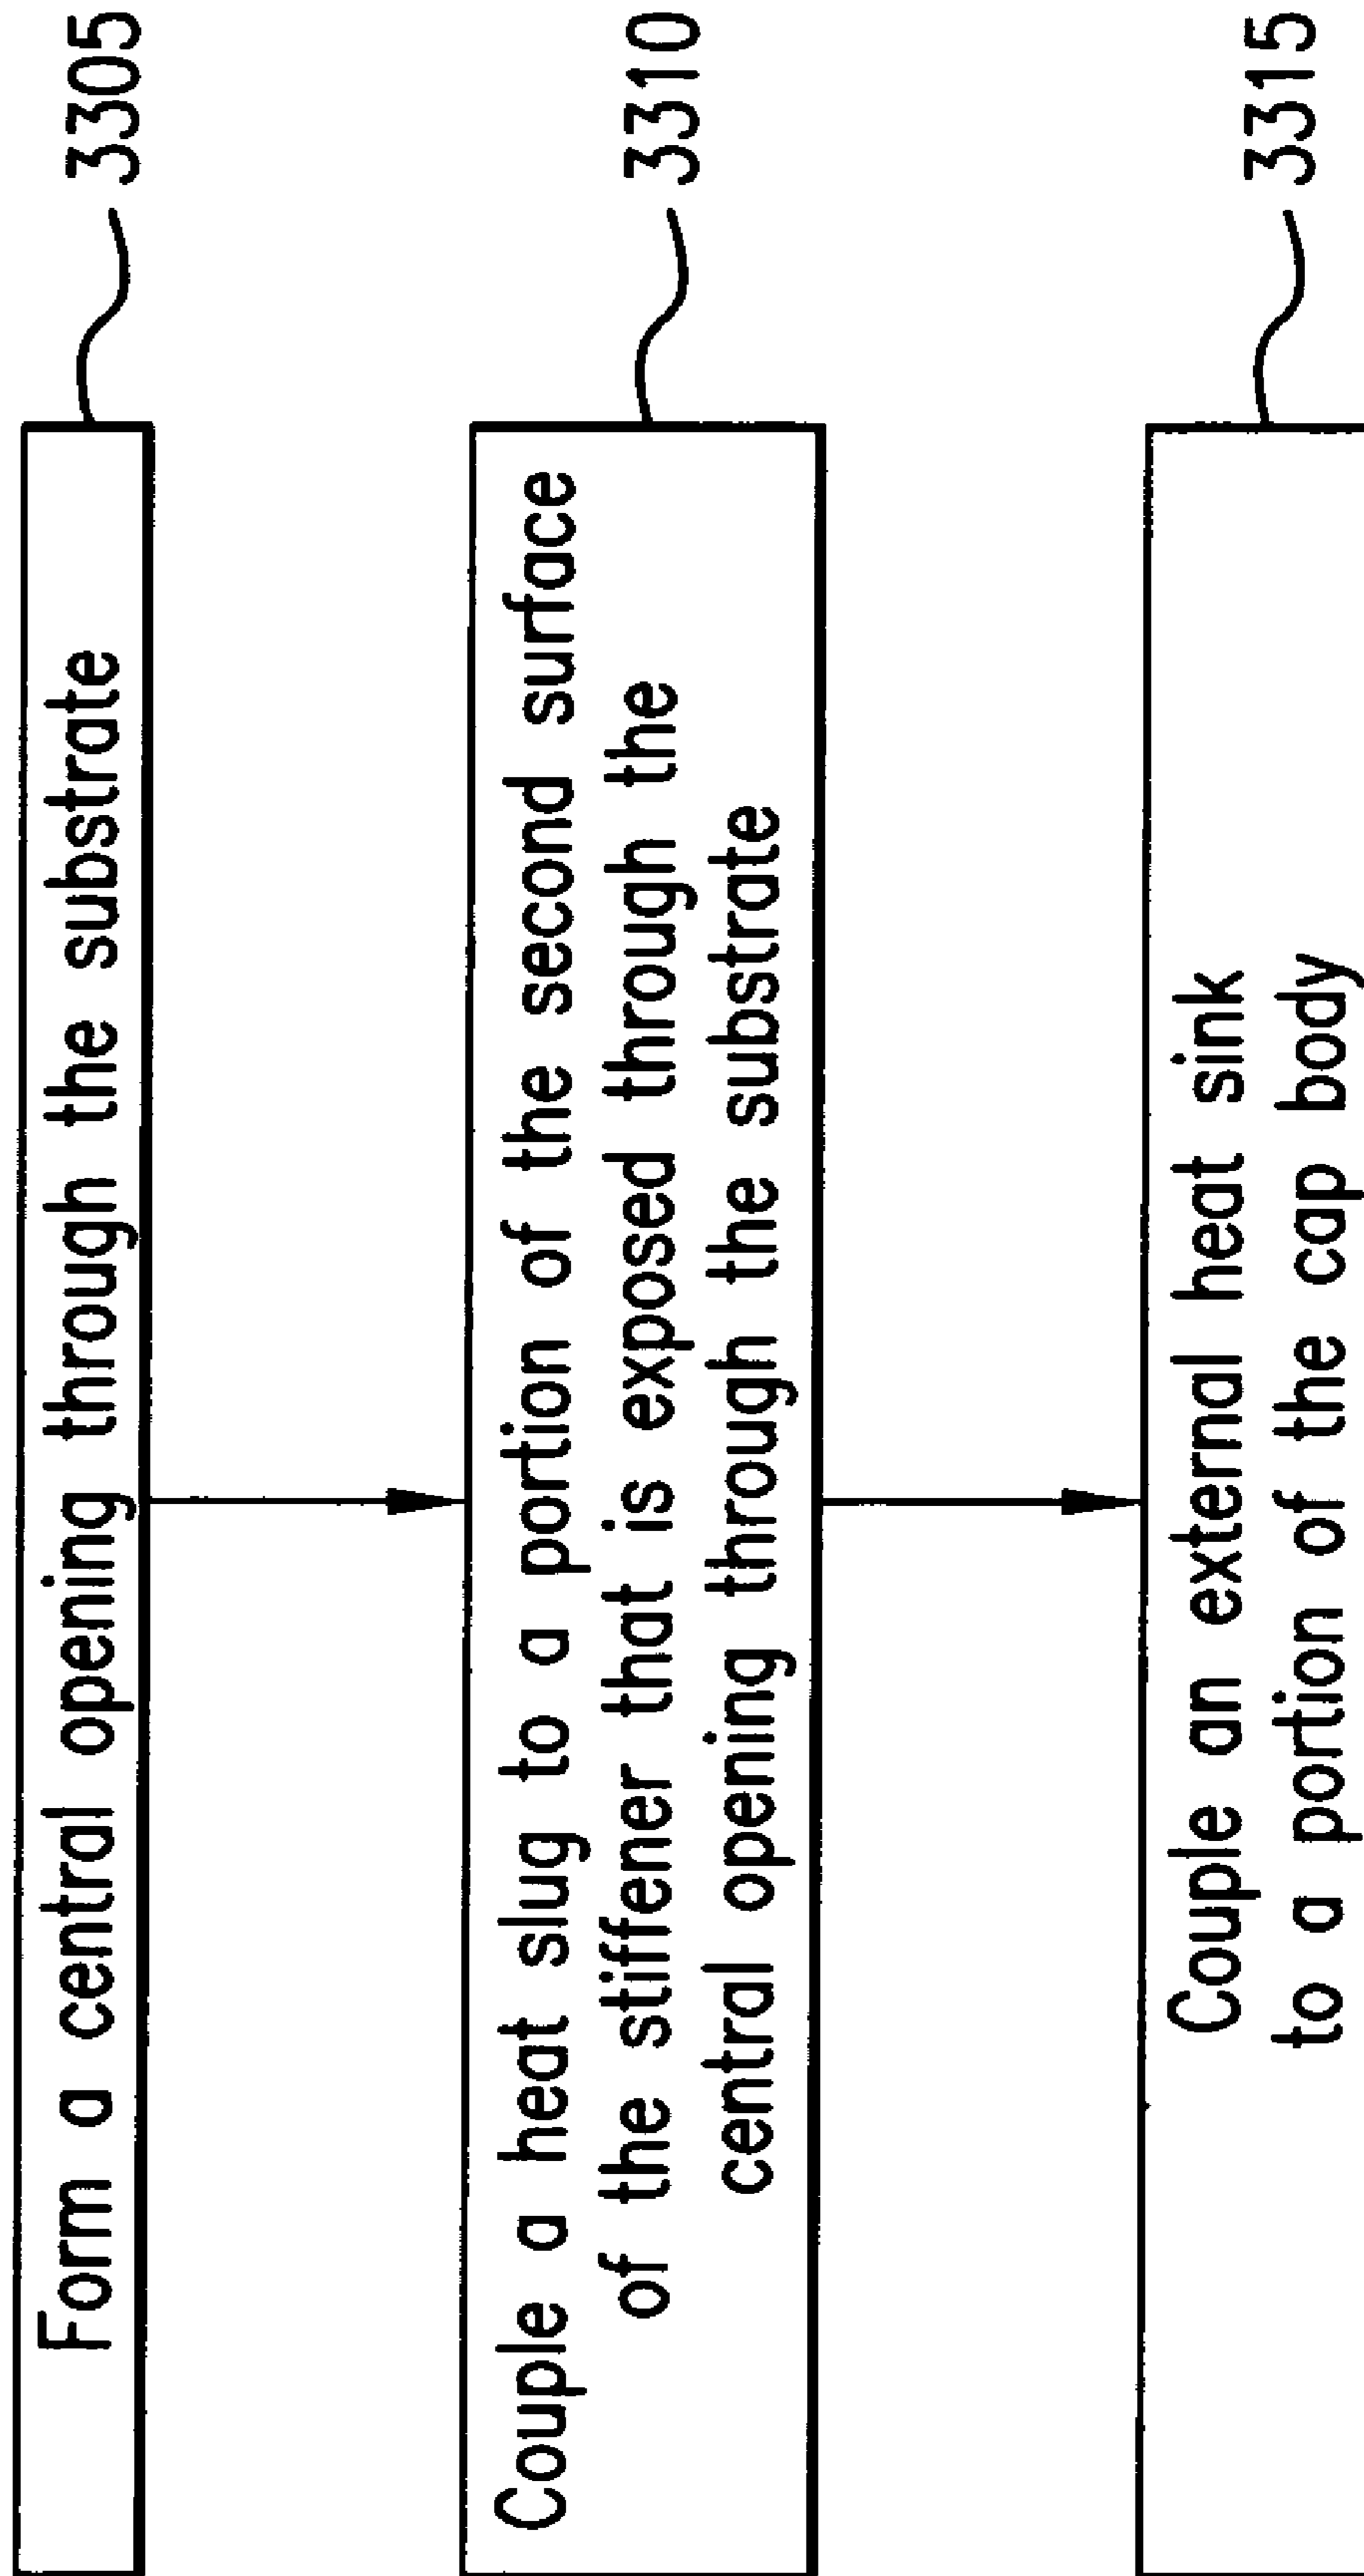 Form a central opening through the substrate
3305
Couple a heat slug to a portion of the second surface
of the stiffener that is exposed through the
central opening through the substrate
3310
Couple an external heat sink
to a portion of the cap body
3315